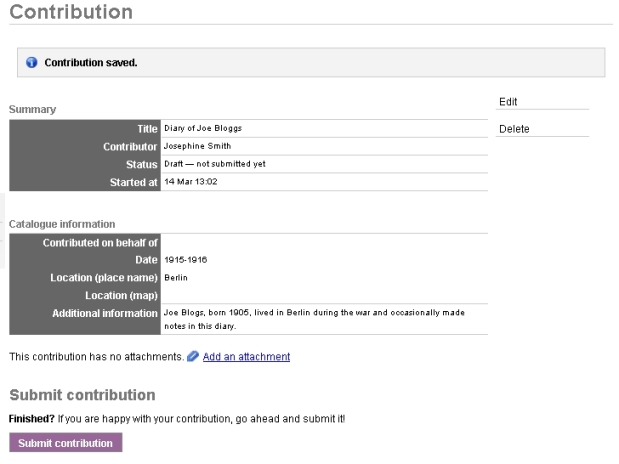 Contribution
Contribution saved.
Edit
Delete
Summary
Title Diary of Joe Bloggs
Contributor Josephine Smith
Status Draft — not submitted yet
Started at 14 Mar 13:02
Catalogue information
Contributed on behalf of
Date 1915-1916
Location (place name) Berlin
Location (map)
Additional information Joe Blogs, born 1905, lived in Berlin during the war and occasionally made
notes in this diary.
This contribution has no attachments. Add an attachment
Submit contribution
Finished? If you are happy with your contribution, go ahead and submit it!
Submit contribution